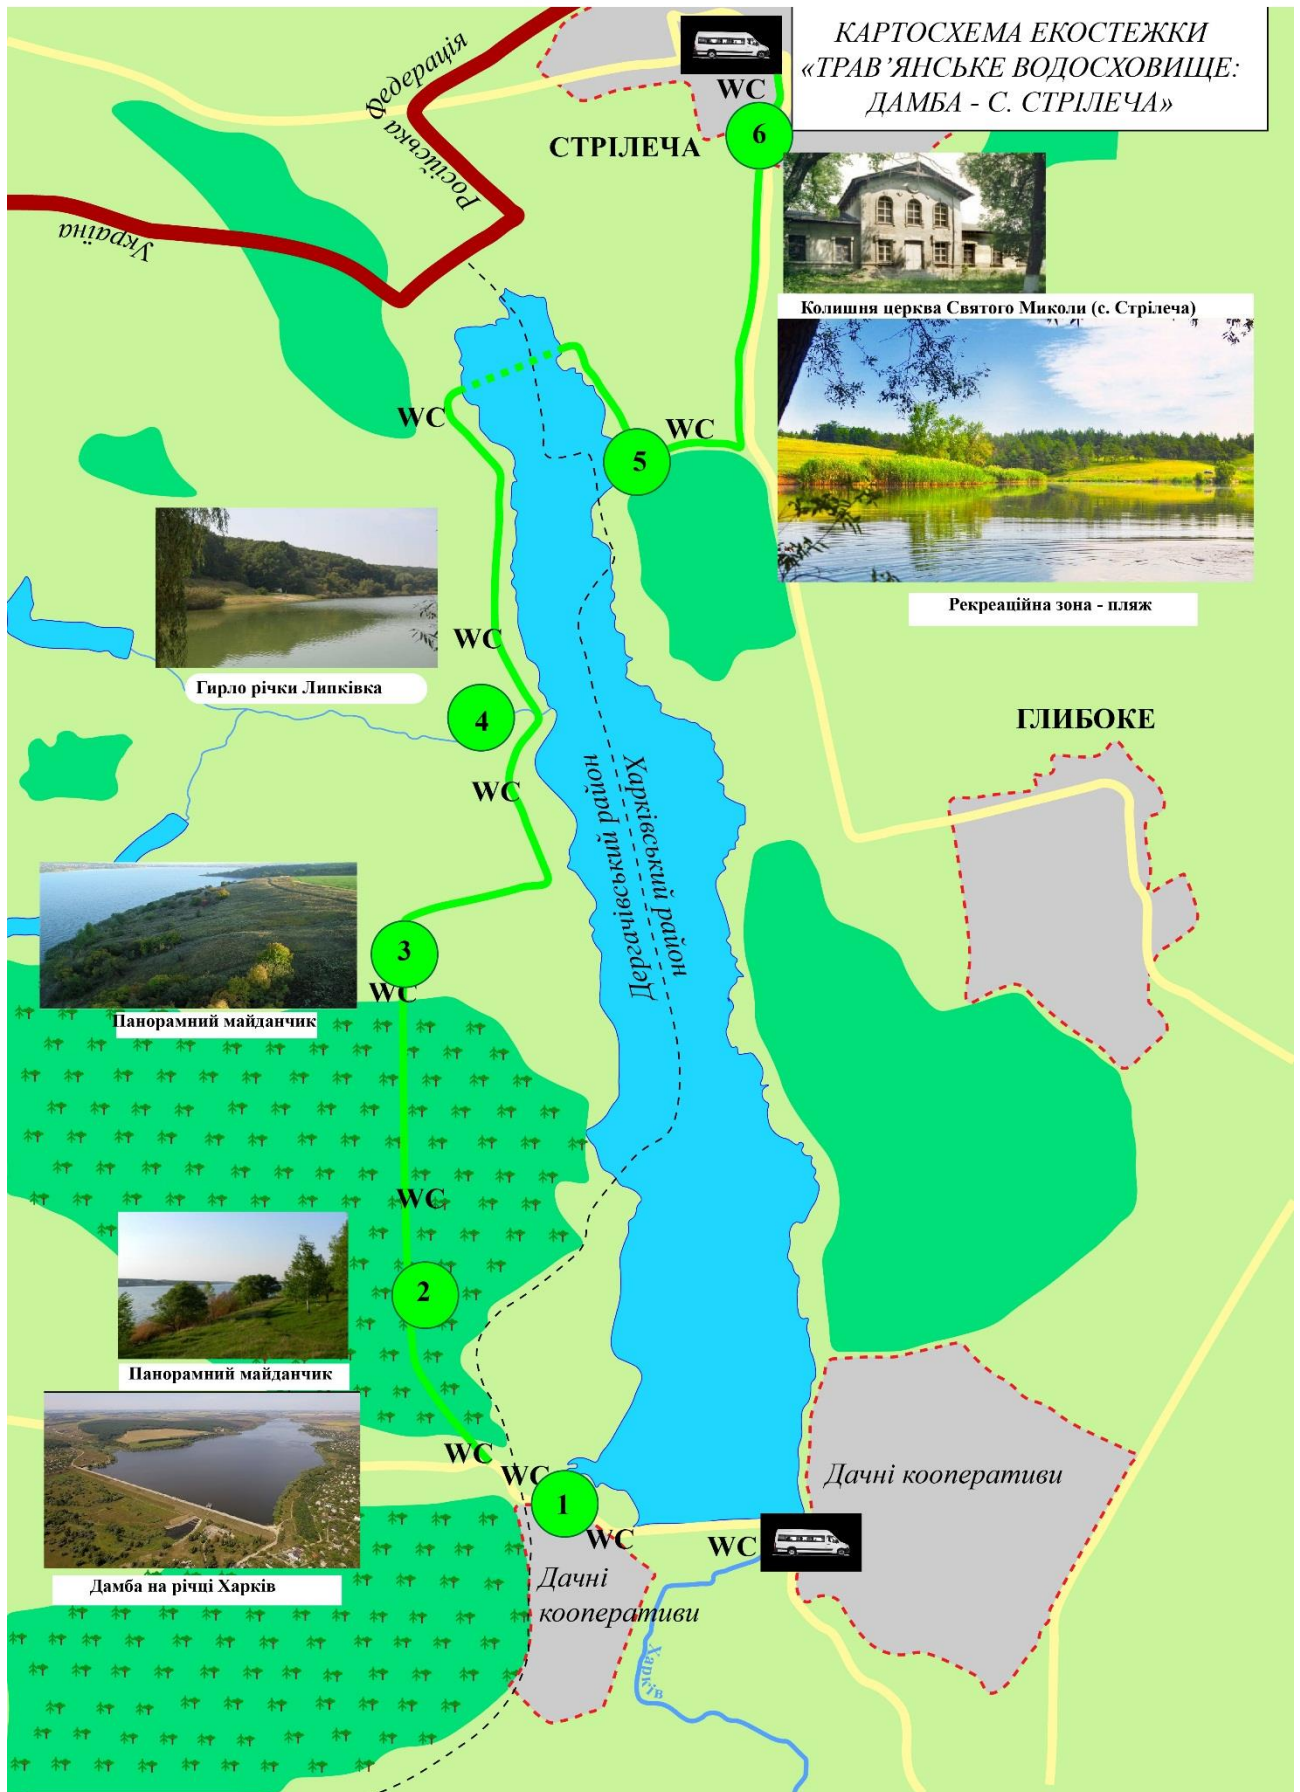 КАРТОСХЕМА ЕКОСТЕЖКИ
«ТРАВ’ЯНСЬКЕ ВОДОСХОВИЩЕ:
ДАМБА - С. СТРІЛЕЧА»
Російська Федерація
Україна
WC
6
СТРІЛЕЧА
Колишня церква Святого Миколи (с. Стрілеча)
WC
WC
5
Рекреаційна зона - пляж
WC
Гирло річки Липківка
4
ГЛИБОКЕ
WC
Дергачівський район
Харківський район
3
WC
Панорамний майданчик
WC
2
Панорамний майданчик
WC
WC
Дачні кооперативи
1
WC
WC
Дамба на річці Харків
Дачні
кооперативи
Харків